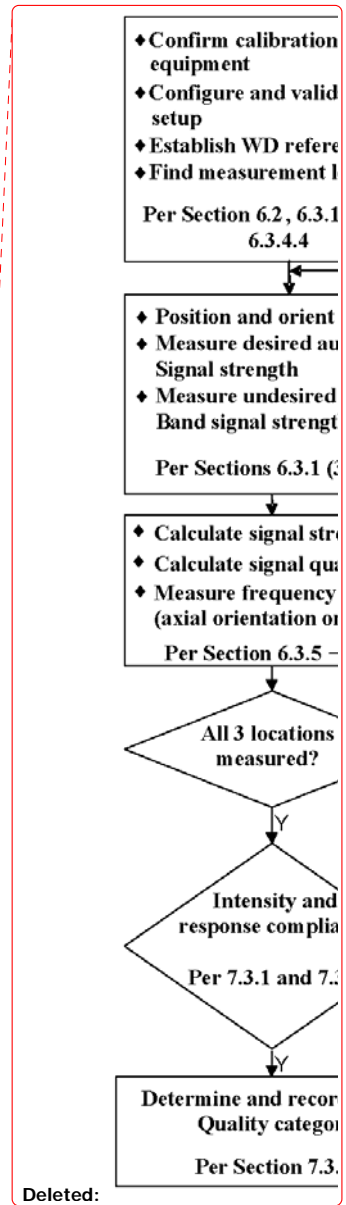 ♦ Confirm calibration
equipment
♦ Configure and valid
setup
♦ Establish WD refere
♦ Find measurement l
Per Section 6.2 , 6.3.1
6.3.4.4
♦ Position and orient
♦ Measure desired au
Signal strength
♦ Measure undesired
Band signal strengt
Per Sections 6.3.1 (3
♦ Calculate signal stre
♦ Calculate signal qua
♦ Measure frequency
(axial orientation on
Per Section 6.3.5 –
All 3 locations
measured?
Y
Intensity and
response complia
Per 7.3.1 and 7.3
Y
Determine and recor
Quality categor
Per Section 7.3.
Deleted: